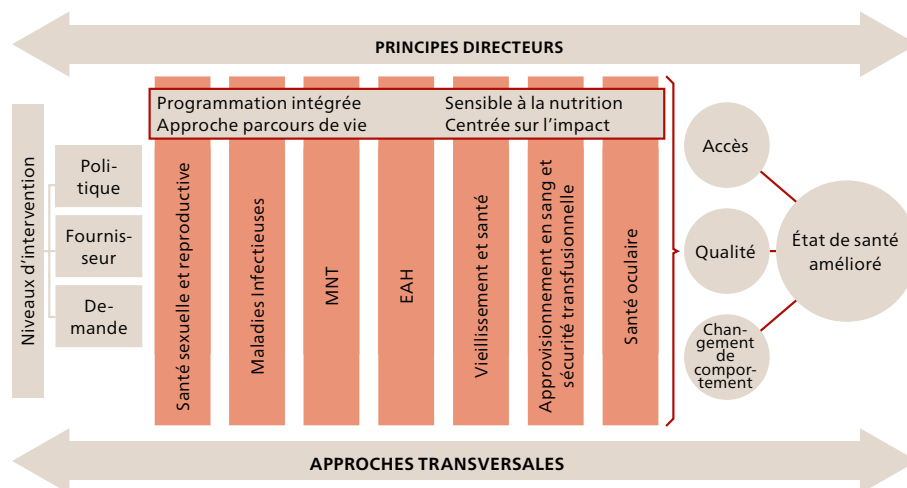 PRINCIPES DIRECTEURS
Programmation intégrée
Approche parcours de vie
Sensible à la nutrition
Centrée sur l’impact
Niveaux d’intervention
Poli-
tique
Fournis-
seur
De-
mande
Santé sexuelle et reproductive
Maladies Infectieuses
MNT
EAH
Vieillissement et santé
Approvisionnement en sang et
sécurité transfusionnelle
Santé oculaire
Accès
Qualité
Chan-
gement
de
compor-
tement
État de santé
amélioré
APPROCHES TRANSVERSALES